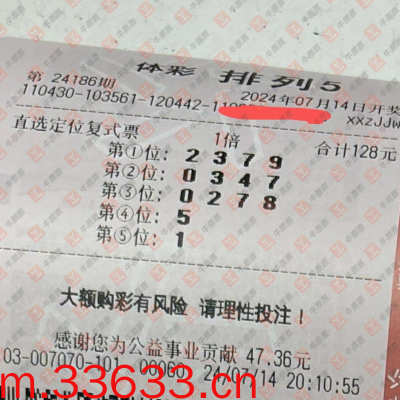 体彩 排列5
第 24186期 2024年07月14日开奖
110430-103561-120442-11 xxzJJw
直选定位复式票 1倍 合计128元
第①位: 2 3 7 9
第②位: 0 3 4 7
第③位: 0 2 7 8
第④位: 5
第⑤位: 1
大额购彩有风险 请理性投注!
感谢您为公益事业贡献 47.36元
03-007070-101 00060 24/07/14 20:10:55
m.33633.cn